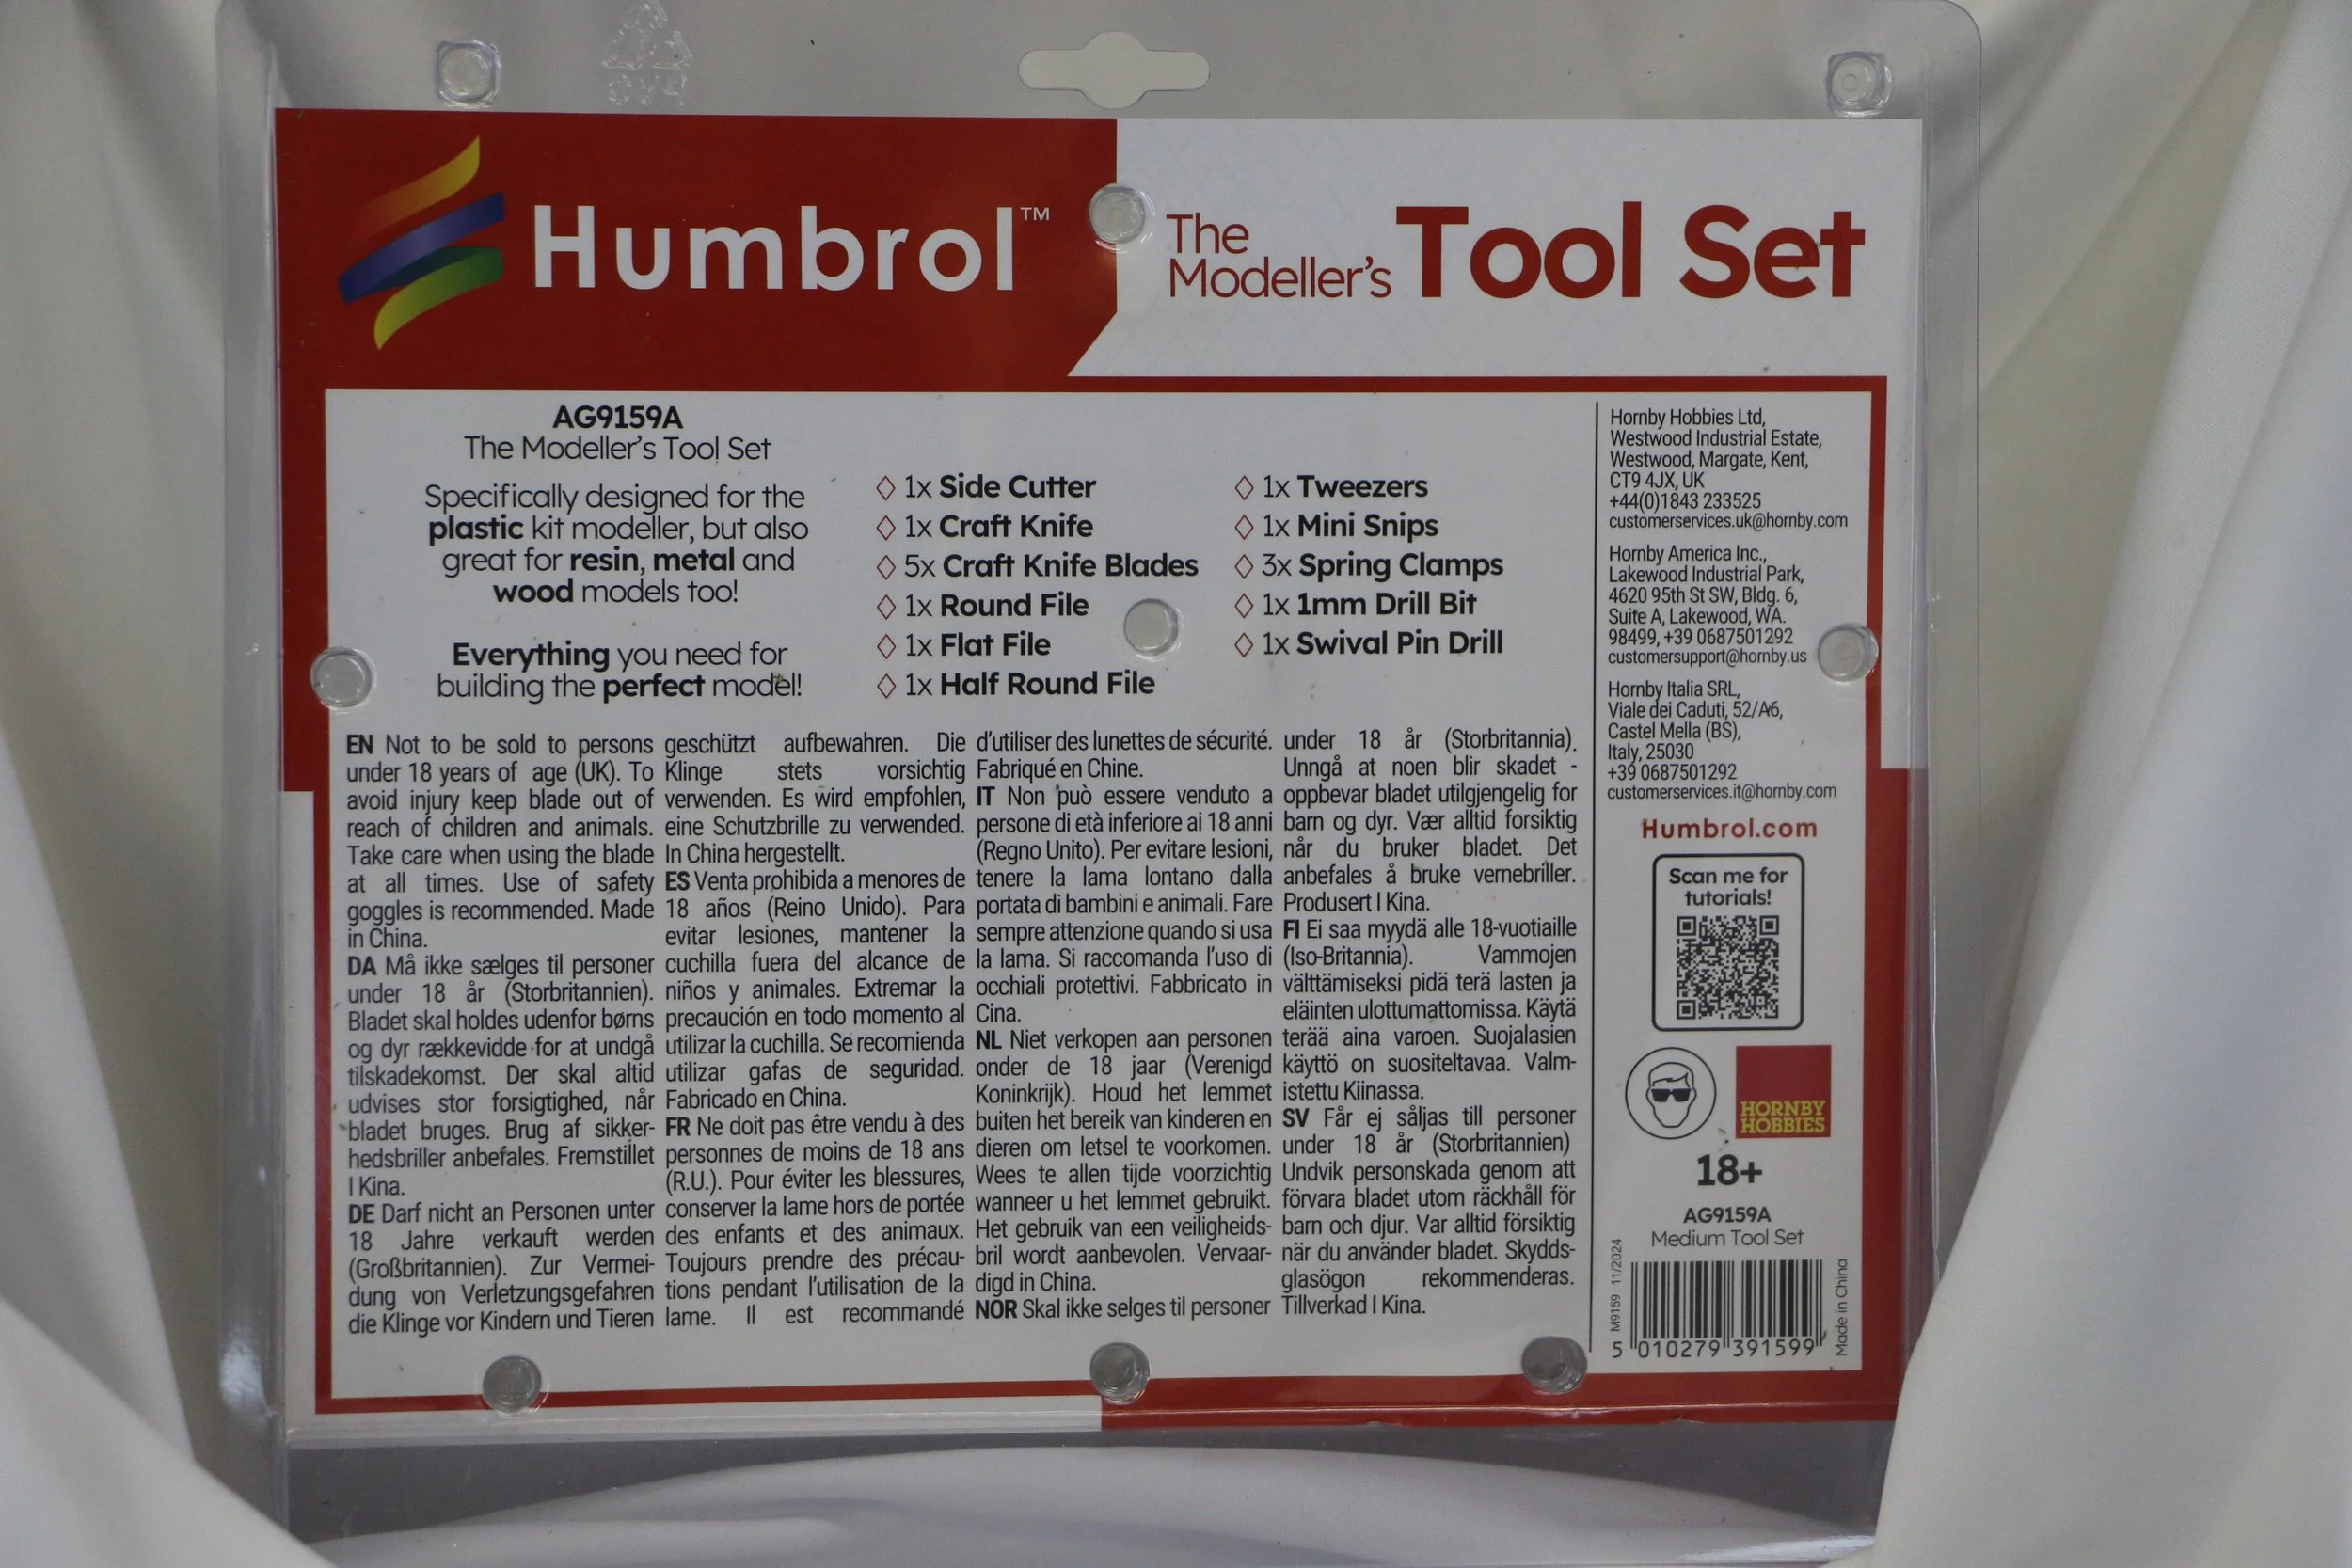 Humbrol™
The
Modeller's Tool Set
AG9159A
The Modeller's Tool Set
Specifically designed for the
plastic kit modeller, but also
great for resin, metal and
wood models too!
Everything you need for
building the perfect model!
◇ 1x Side Cutter
◇ 1x Craft Knife
◇ 5x Craft Knife Blades
◇ 1x Round File
◇ 1x Flat File
◇ 1x Half Round File
◇ 1x Tweezers
◇ 1x Mini Snips
◇ 3x Spring Clamps
◇ 1x 1mm Drill Bit
◇ 1x Swival Pin Drill
EN Not to be sold to persons
under 18 years of age (UK). To
avoid injury keep blade out of
reach of children and animals.
Take care when using the blade
at all times. Use of safety
goggles is recommended. Made
in China.
DA Må ikke sælges til personer
under 18 år (Storbritannien).
Bladet skal holdes udenfor børns
og dyr rækkevidde for at undgå
tilskadekomst. Der skal altid
udvises stor forsigtighed, når
bladet bruges. Brug af sikker-
hedsbriller anbefales. Fremstillet
I Kina.
DE Darf nicht an Personen unter
18 Jahre verkauft werden
(Großbritannien). Zur Vermei-
dung von Verletzungsgefahren
die Klinge vor Kindern und Tieren
geschützt aufbewahren. Die
Klinge stets vorsichtig
verwenden. Es wird empfohlen,
eine Schutzbrille zu verwended.
In China hergestellt.
ES Venta prohibida a menores de
18 años (Reino Unido). Para
evitar lesiones, mantener la
cuchilla fuera del alcance de
niños y animales. Extremar la
precaución en todo momento al
utilizar la cuchilla. Se recomienda
utilizar gafas de seguridad.
Fabricado en China.
FR Ne doit pas être vendu à des
personnes de moins de 18 ans
(R.U.). Pour éviter les blessures,
conserver la lame hors de portée
des enfants et des animaux.
Toujours prendre des précau-
tions pendant l'utilisation de la
lame. Il est recommandé
d'utiliser des lunettes de sécurité.
Fabriqué en Chine.
IT Non può essere venduto a
persone di età inferiore ai 18 anni
(Regno Unito). Per evitare lesioni,
tenere la lama lontano dalla
portata di bambini e animali. Fare
sempre attenzione quando si usa
la lama. Si raccomanda l'uso di
occhiali protettivi. Fabbricato in
Cina.
NL Niet verkopen aan personen
onder de 18 jaar (Verenigd
Koninkrijk). Houd het lemmet
buiten het bereik van kinderen en
dieren om letsel te voorkomen.
Wees te allen tijde voorzichtig
wanneer u het lemmet gebruikt.
Het gebruik van een veiligheids-
bril wordt aanbevolen. Vervaar-
digd in China.
NOR Skal ikke selges til personer
under 18 år (Storbritannia).
Unngå at noen blir skadet -
oppbevar bladet utilgjengelig for
barn og dyr. Vær alltid forsiktig
når du bruker bladet. Det
anbefales å bruke vernebriller.
Produsert I Kina.
FI Ei saa myydä alle 18-vuotiaille
(Iso-Britannia). Vammojen
välttämiseksi pidä terä lasten ja
eläinten ulottumattomissa. Käytä
terää aina varoen. Suojalasien
käyttö on suositeltavaa. Valm-
istettu Kiinassa.
SV Får ej såljas till personer
under 18 år (Storbritannien)
Undvik personskada genom att
förvara bladet utom räckhåll för
barn och djur. Var alltid försiktig
när du använder bladet. Skydds-
glasögon rekommenderas.
Tillverkad I Kina.
Hornby Hobbies Ltd,
Westwood Industrial Estate,
Westwood, Margate, Kent,
CT9 4JX, UK
+44(0)1843 233525
customerservices.uk@hornby.com
Hornby America Inc.,
Lakewood Industrial Park,
4620 95th St SW, Bldg. 6,
Suite A, Lakewood, WA.
98499, +39 0687501292
customersupport@hornby.us
Hornby Italia SRL,
Viale dei Caduti, 52/A6,
Castel Mella (BS),
Italy, 25030
+39 0687501292
customerservices.it@hornby.com
Humbrol.com
Scan me for
tutorials!
HORNBY
HOBBIES
18+
AG9159A
Medium Tool Set
M9159 11/2024
5 010279 391599
Made in China